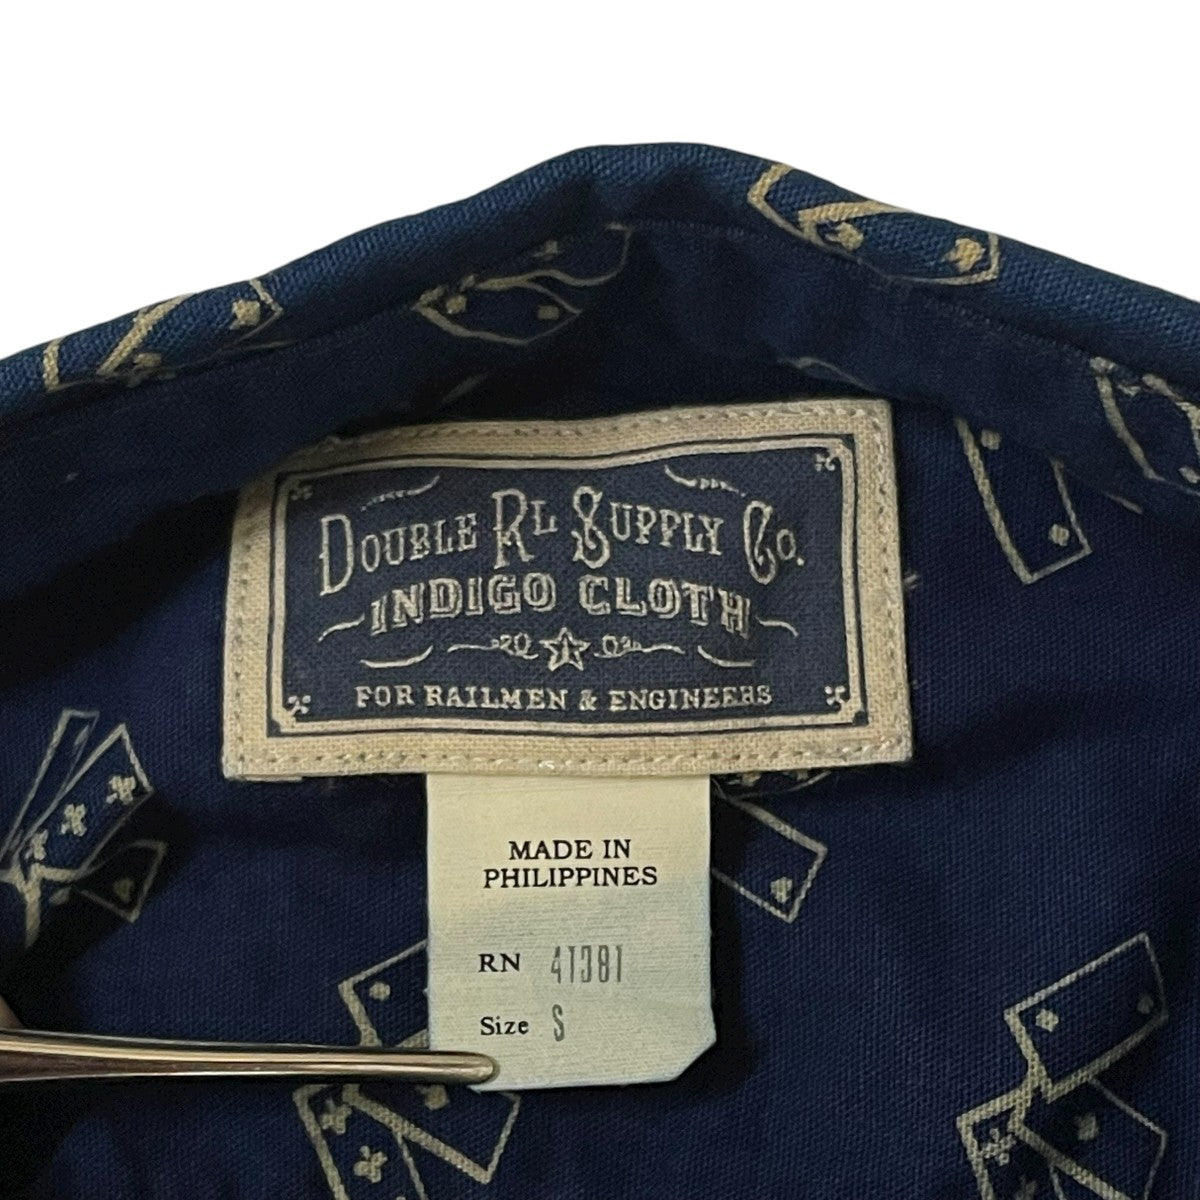 DOUBLE RL SUPPLY CO.
INDIGO CLOTH
FOR RAILMEN & ENGINEERS
MADE IN
PHILIPPINES
RN 41381
Size S